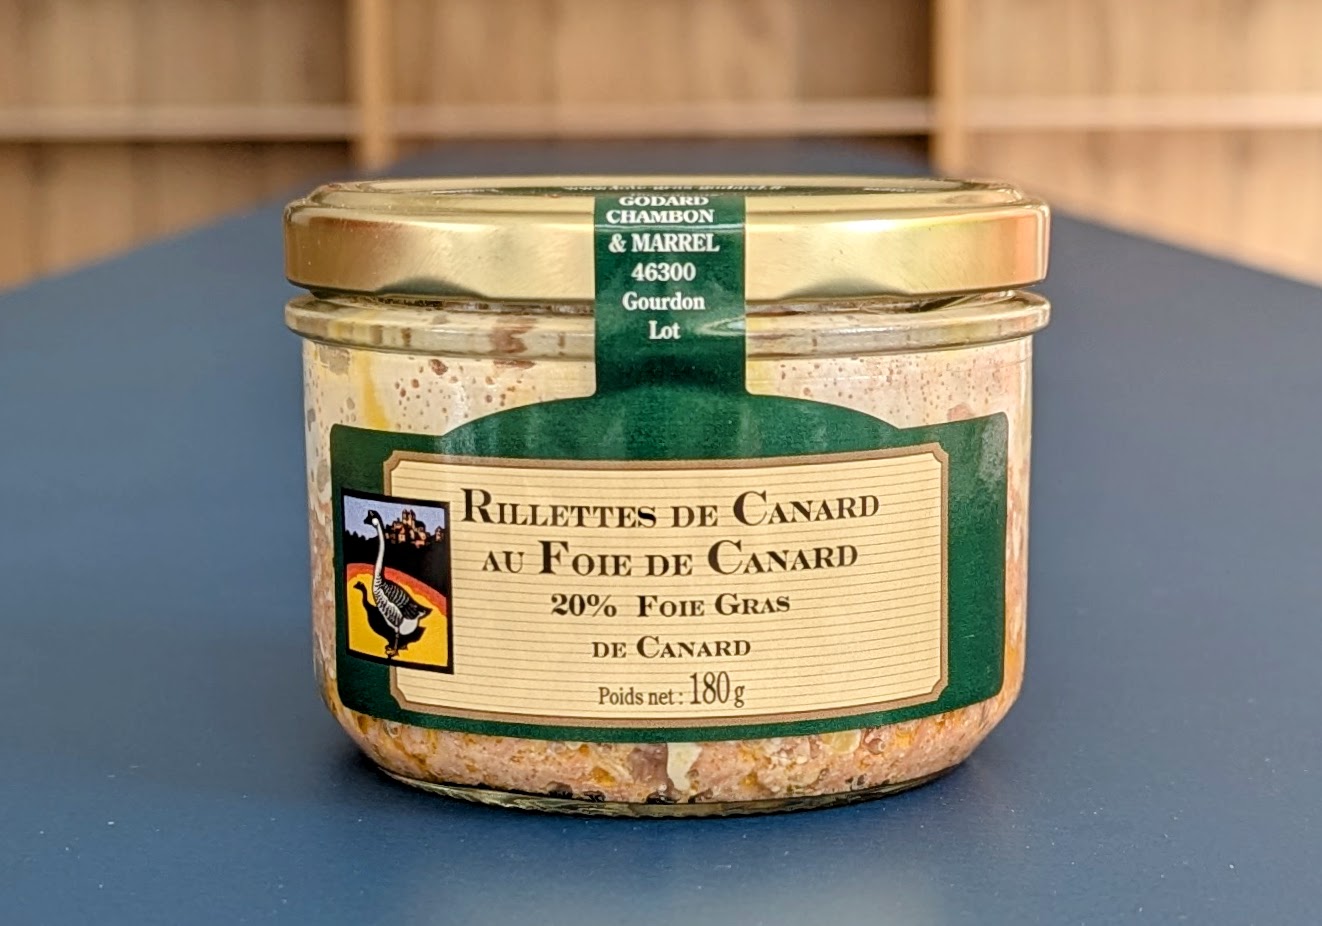 GODARD
CHAMBON
& MARREL
46300
Gourdon
Lot
RILLETTES DE CANARD
AU FOIE DE CANARD
20% FOIE GRAS
DE CANARD
Poids net : 180 g